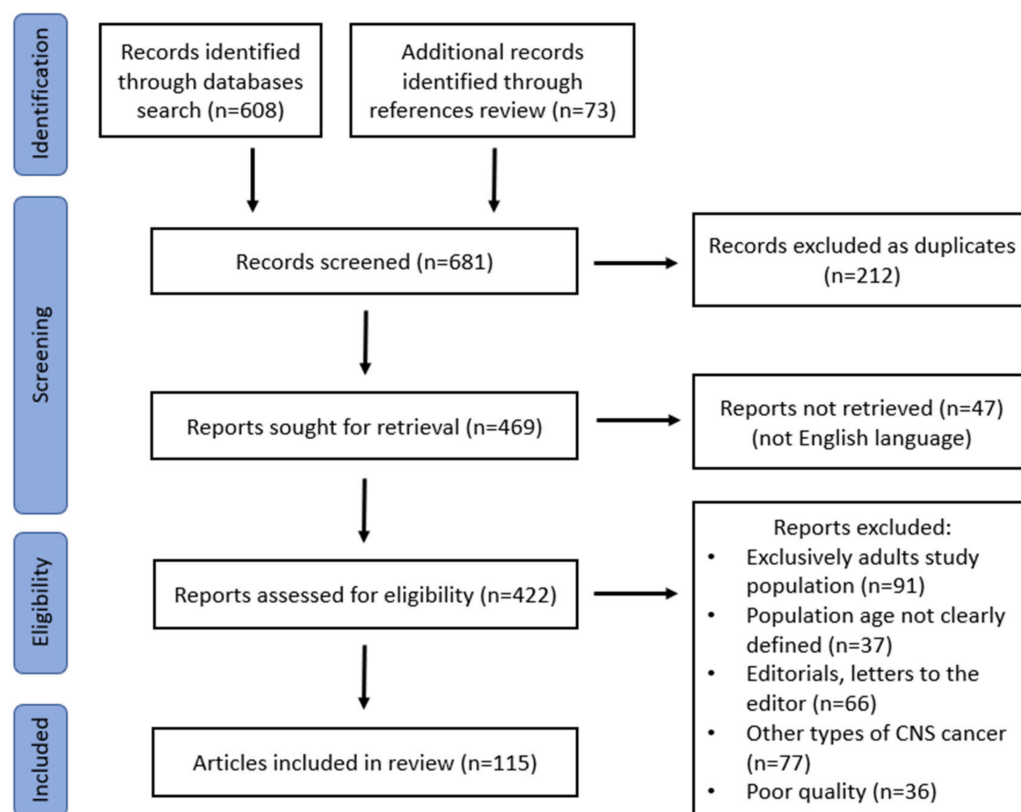 Identification
Records identified
through databases
search (n=608)
Additional records
identified through
references review (n=73)
Screening
Records screened (n=681)
Records excluded as duplicates
(n=212)
Reports sought for retrieval (n=469)
Reports not retrieved (n=47)
(not English language)
Eligibility
Reports assessed for eligibility (n=422)
Reports excluded:
• Exclusively adults study
population (n=91)
• Population age not clearly
defined (n=37)
• Editorials, letters to the
editor (n=66)
• Other types of CNS cancer
(n=77)
• Poor quality (n=36)
Included
Articles included in review (n=115)